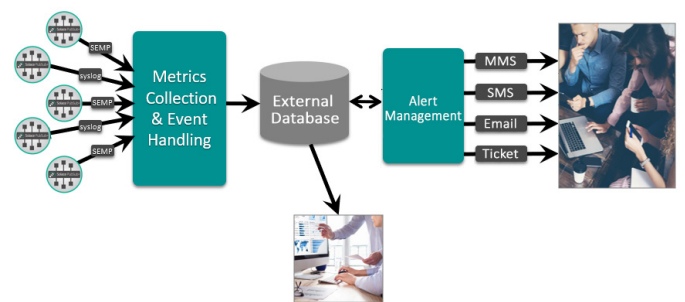 SEMP
syslog
SEMP
syslog
SEMP
Metrics
Collection
& Event
Handling
External
Database
Alert
Management
MMS
SMS
Email
Ticket